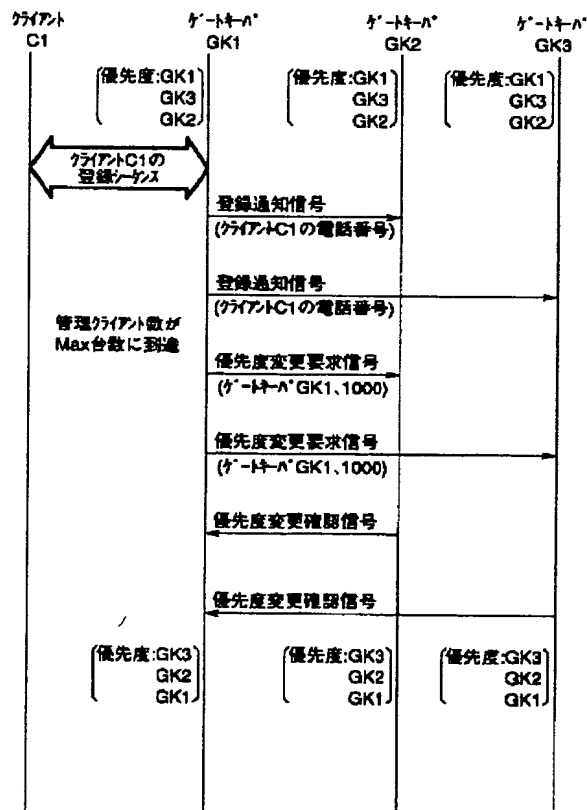 クライアント
C1
ゲートキーパ
GK1
ゲートキーパ
GK2
ゲートキーパ
GK3
優先度:GK1
GK3
GK2
優先度:GK1
GK3
GK2
優先度:GK1
GK3
GK2
クライアントC1の
登録シーケンス
登録通知信号
(クライアントC1の電話番号)
登録通知信号
(クライアントC1の電話番号)
管理クライアント数が
Max台数に到達
優先度変更要求信号
(ゲートキーパGK1、1000)
優先度変更要求信号
(ゲートキーパGK1、1000)
優先度変更確認信号
優先度変更確認信号
優先度:GK3
GK2
GK1
優先度:GK3
GK2
GK1
優先度:GK3
GK2
GK1